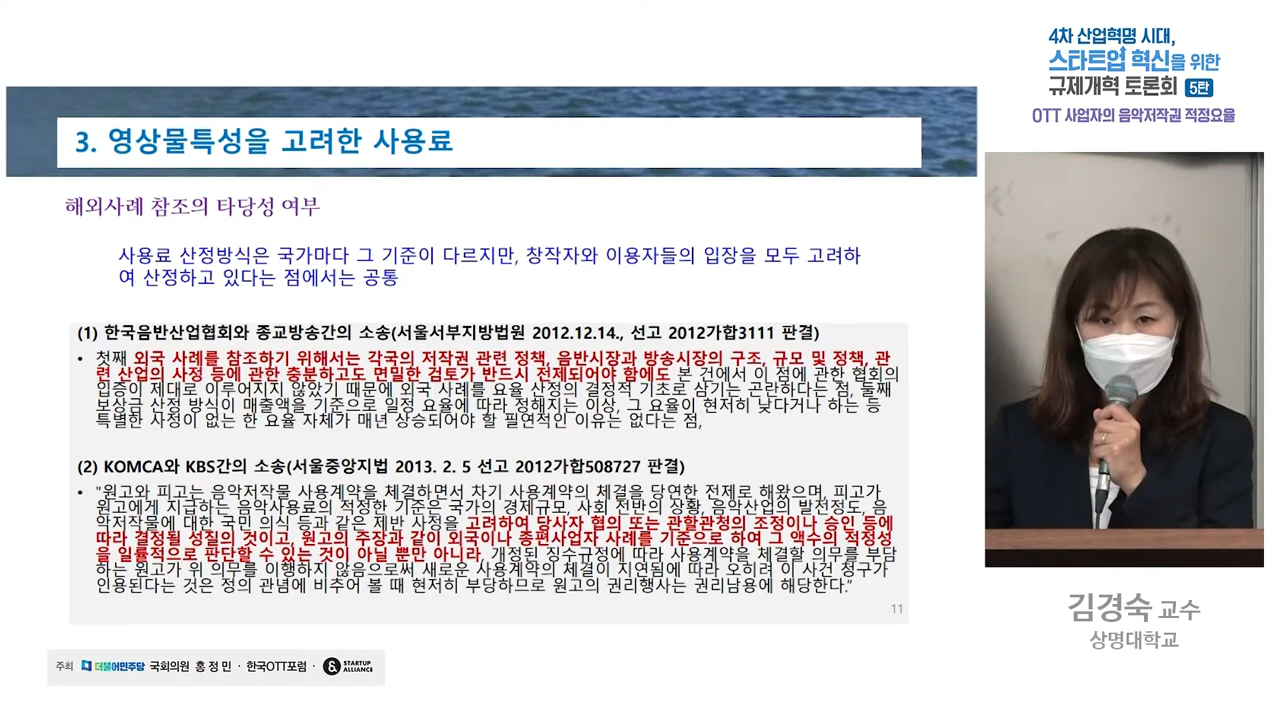 4차 산업혁명 시대,
스타트업 혁신을 위한
규제개혁 토론회 5탄
OTT 사업자의 음악저작권 적정요율
3. 영상물특성을 고려한 사용료
해외사례 참조의 타당성 여부
사용료 산정방식은 국가마다 그 기준이 다르지만, 창작자와 이용자들의 입장을 모두 고려하
여 산정하고 있다는 점에서는 공통
(1) 한국음반산업협회와 종교방송간의 소송(서울서부지방법원 2012.12.14., 선고 2012가합3111 판결)
• 첫째 외국 사례를 참조하기 위해서는 각국의 저작권 관련 정책, 음반시장과 방송시장의 구조, 규모 및 정책, 관
련 산업의 사정 등에 관한 충분하고도 면밀한 검토가 반드시 전제되어야 함에도 본 건에서 이 점에 관한 협회의
입증이 제대로 이루어지지 않았기 때문에 외국 사례를 요율 산정의 결정적 기초로 삼기는 곤란하다는 점, 둘째
보상금 산정 방식이 매출액을 기준으로 일정 요율에 따라 정해지는 이상, 그 요율이 현저히 낮다거나 하는 등
특별한 사정이 없는 한 요율 자체가 매년 상승되어야 할 필연적인 이유는 없다는 점,
(2) KOMCA와 KBS간의 소송(서울중앙지법 2013. 2. 5 선고 2012가합508727 판결)
• "원고와 피고는 음악저작물 사용계약을 체결하면서 차기 사용계약의 체결을 당연한 전제로 해왔으며, 피고가
원고에게 지급하는 음악사용료의 적정한 기준은 국가의 경제규모, 사회 전반의 상황, 음악산업의 발전정도, 음
악저작물에 대한 국민 의식 등과 같은 제반 사정을 고려하여 당사자 협의 또는 관할관청의 조정이나 승인 등에
따라 결정될 성질의 것이고, 원고의 주장과 같이 외국이나 종편사업자 사례를 기준으로 하여 그 액수의 적정성
을 일률적으로 판단할 수 있는 것이 아닐 뿐만 아니라, 개정된 징수규정에 따라 사용계약을 체결할 의무를 부담
하는 원고가 위 의무를 이행하지 않음으로써 새로운 사용계약의 체결이 지연됨에 따라 오히려 이 사건 청구가
인용된다는 것은 정의 관념에 비추어 볼 때 현저히 부당하므로 원고의 권리행사는 권리남용에 해당한다."
11
김경숙 교수
상명대학교
주최 더불어민주당 국회의원 홍정민 · 한국OTT포럼 · & STARTUP
ALLIANCE